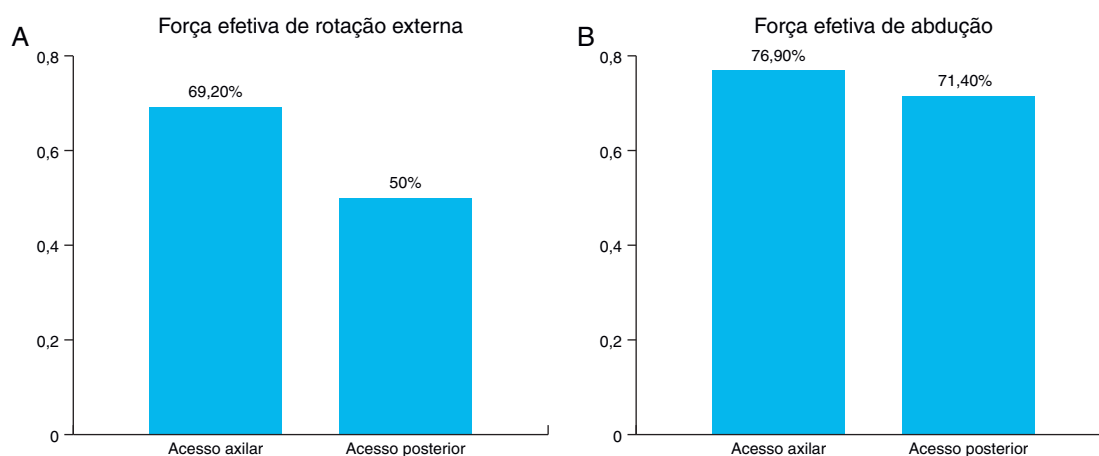 A
Força efetiva de rotação externa
0,8
0,6
0,4
0,2
0
69,20%
50%
Acesso axilar
Acesso posterior
B
Força efetiva de abdução
0,8
0,6
0,4
0,2
0
76,90%
71,40%
Acesso axilar
Acesso posterior